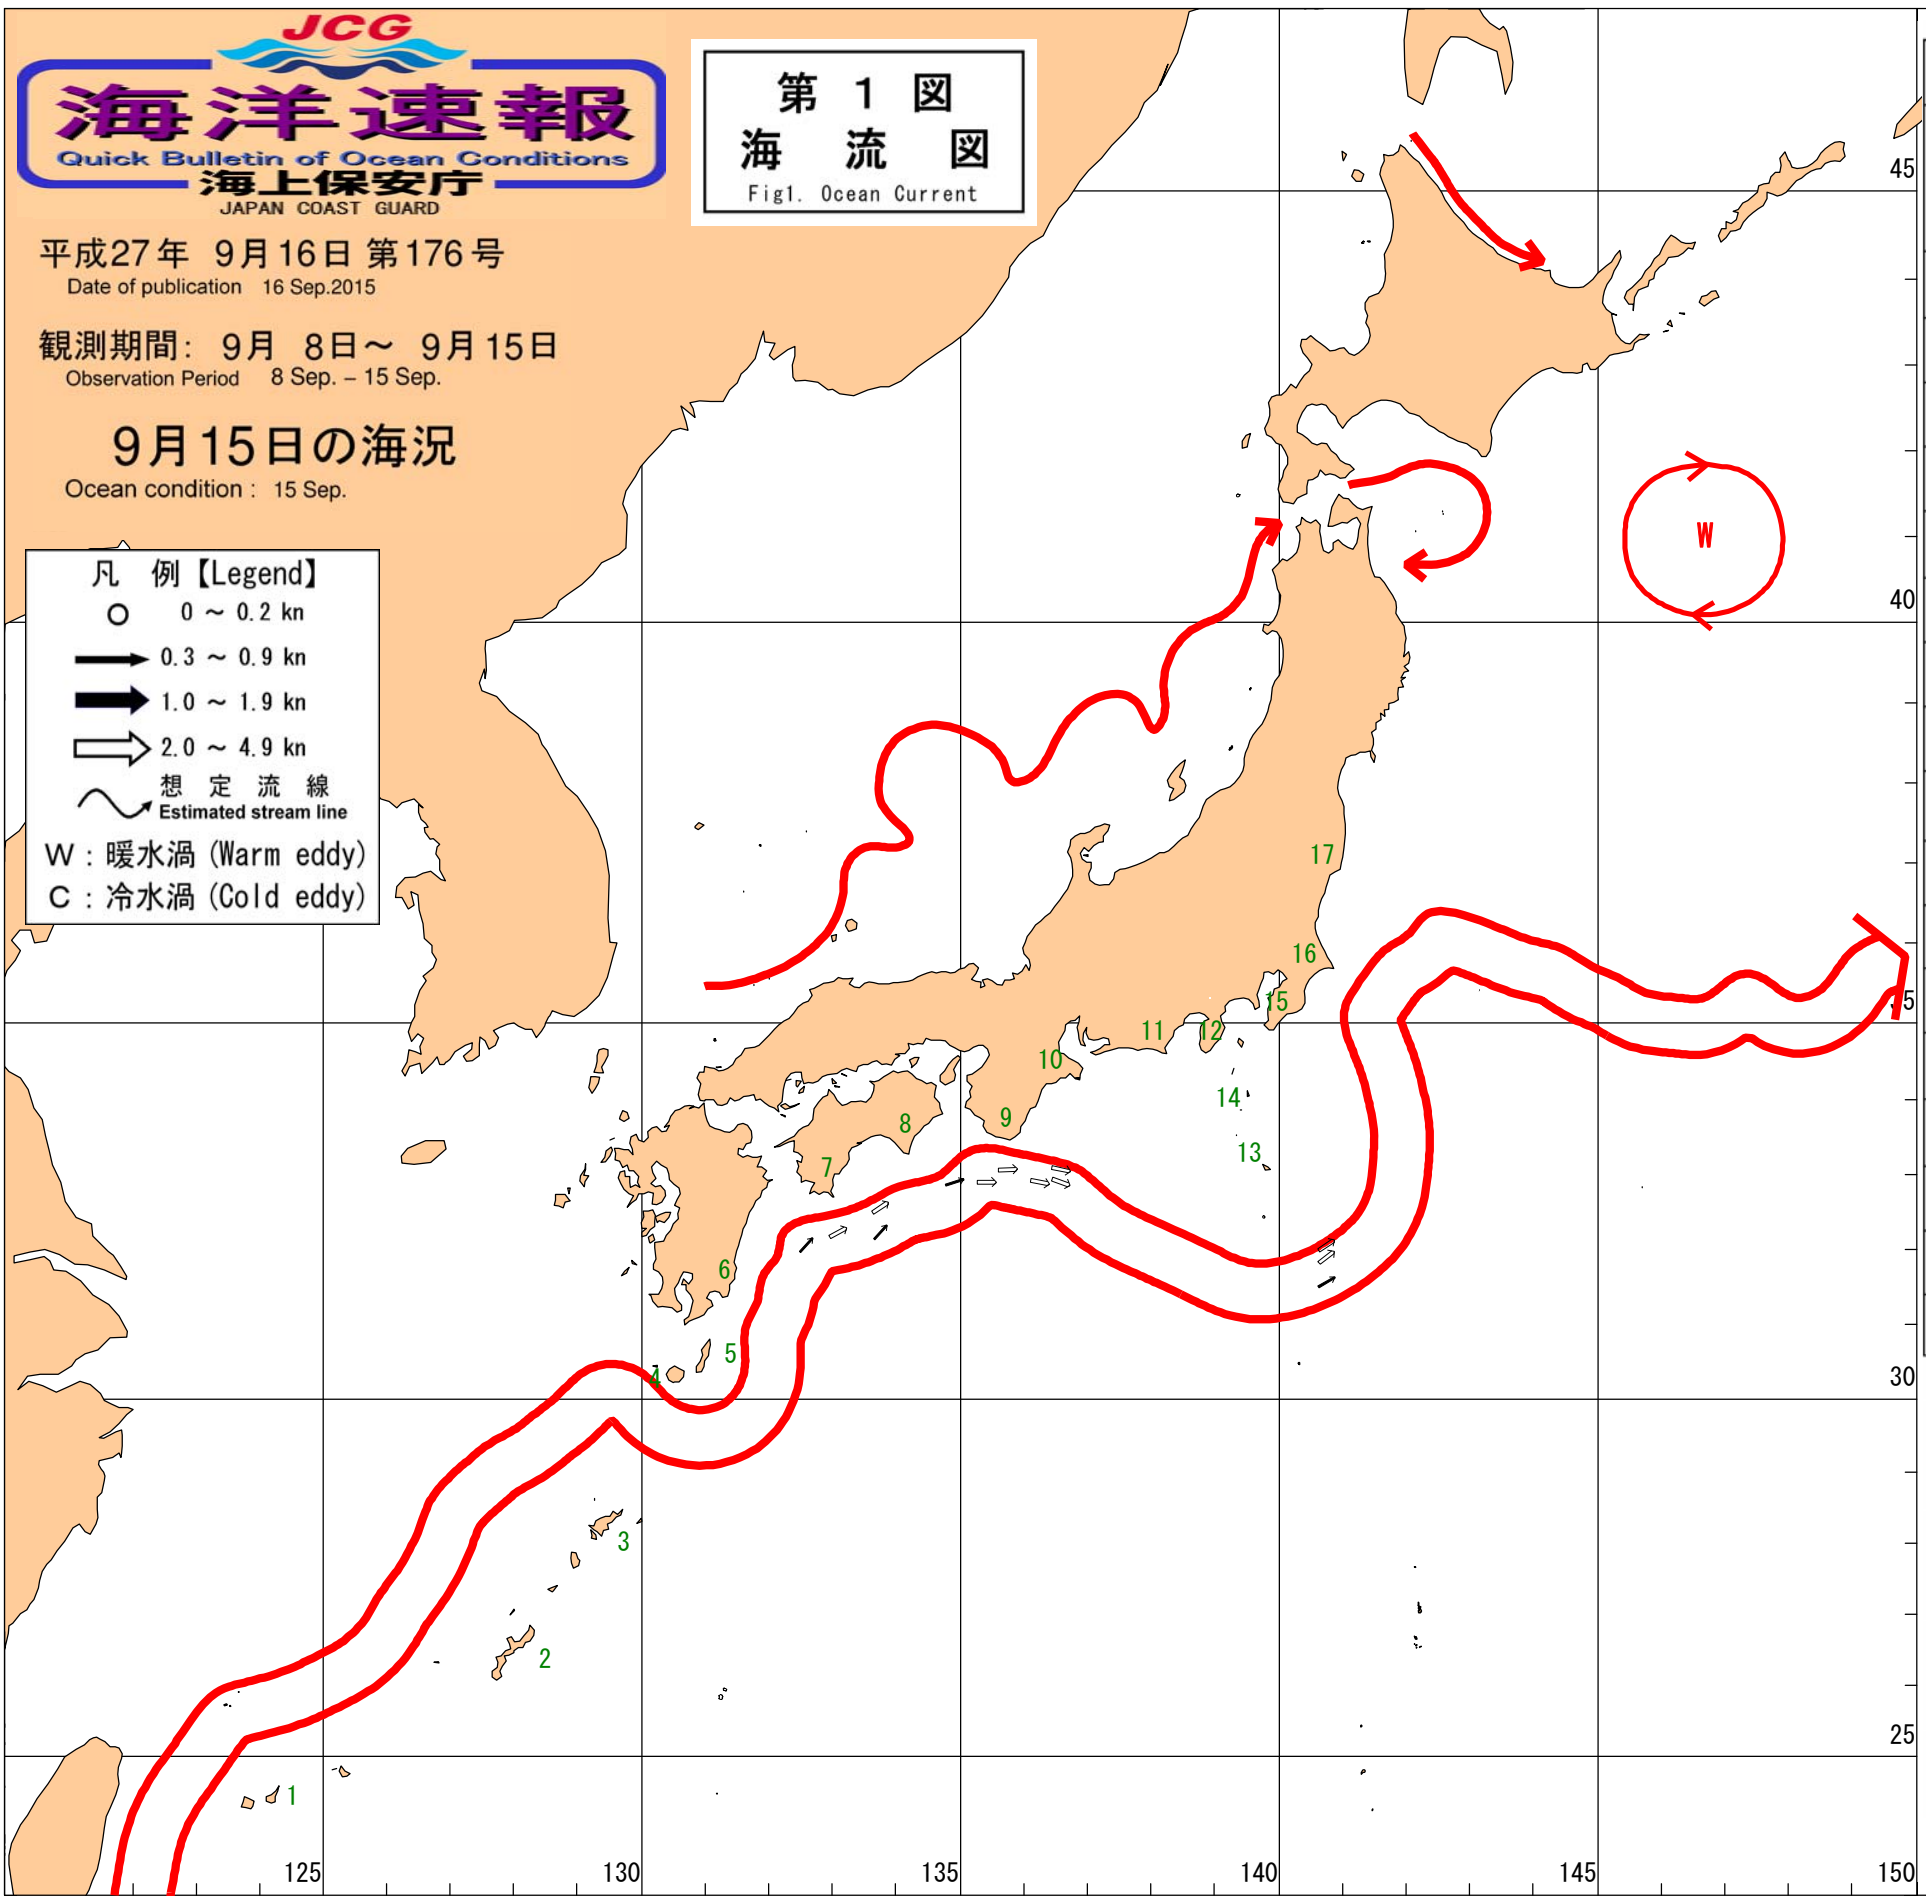 JCG
海洋速報
Quick Bulletin of Ocean Conditions
海上保安庁
JAPAN COAST GUARD
第 1 図
海 流 図
Fig1. Ocean Current
平成27年 9月16日 第176号
Date of publication 16 Sep.2015
観測期間: 9月 8日～ 9月15日
Observation Period 8 Sep. – 15 Sep.
9月15日の海況
Ocean condition : 15 Sep.
凡 例【Legend】
0 ～ 0.2 kn
0.3 ～ 0.9 kn
1.0 ～ 1.9 kn
2.0 ～ 4.9 kn
想 定 流 線
Estimated stream line
W : 暖水渦 (Warm eddy)
C : 冷水渦 (Cold eddy)
45
W
40
17
16
15
5
11
12
10
14
9
8
13
7
6
5
4
30
3
2
25
1
125
130
135
140
145
150